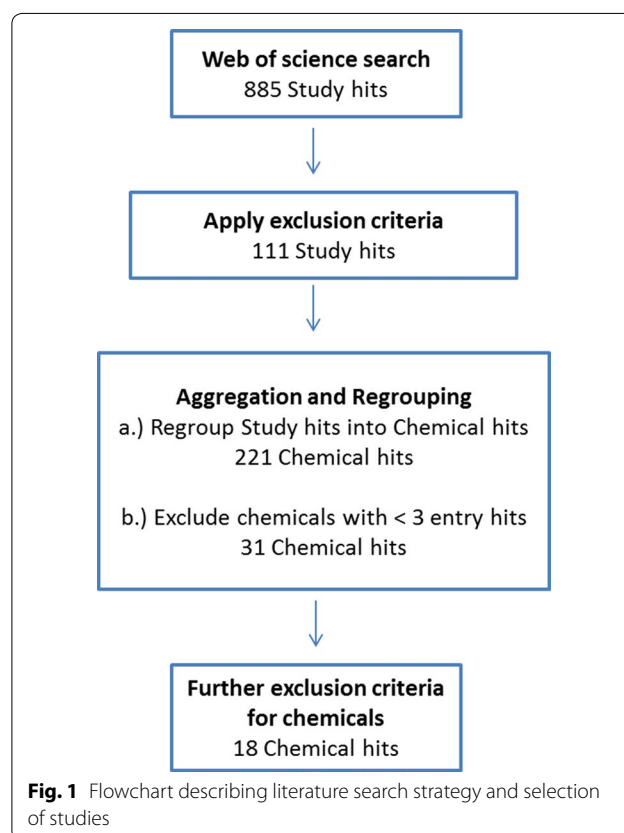 Web of science search
885 Study hits
Apply exclusion criteria
111 Study hits
Aggregation and Regrouping
a.) Regroup Study hits into Chemical hits
221 Chemical hits
b.) Exclude chemicals with < 3 entry hits
31 Chemical hits
Further exclusion criteria
for chemicals
18 Chemical hits
Fig. 1 Flowchart describing literature search strategy and selection
of studies